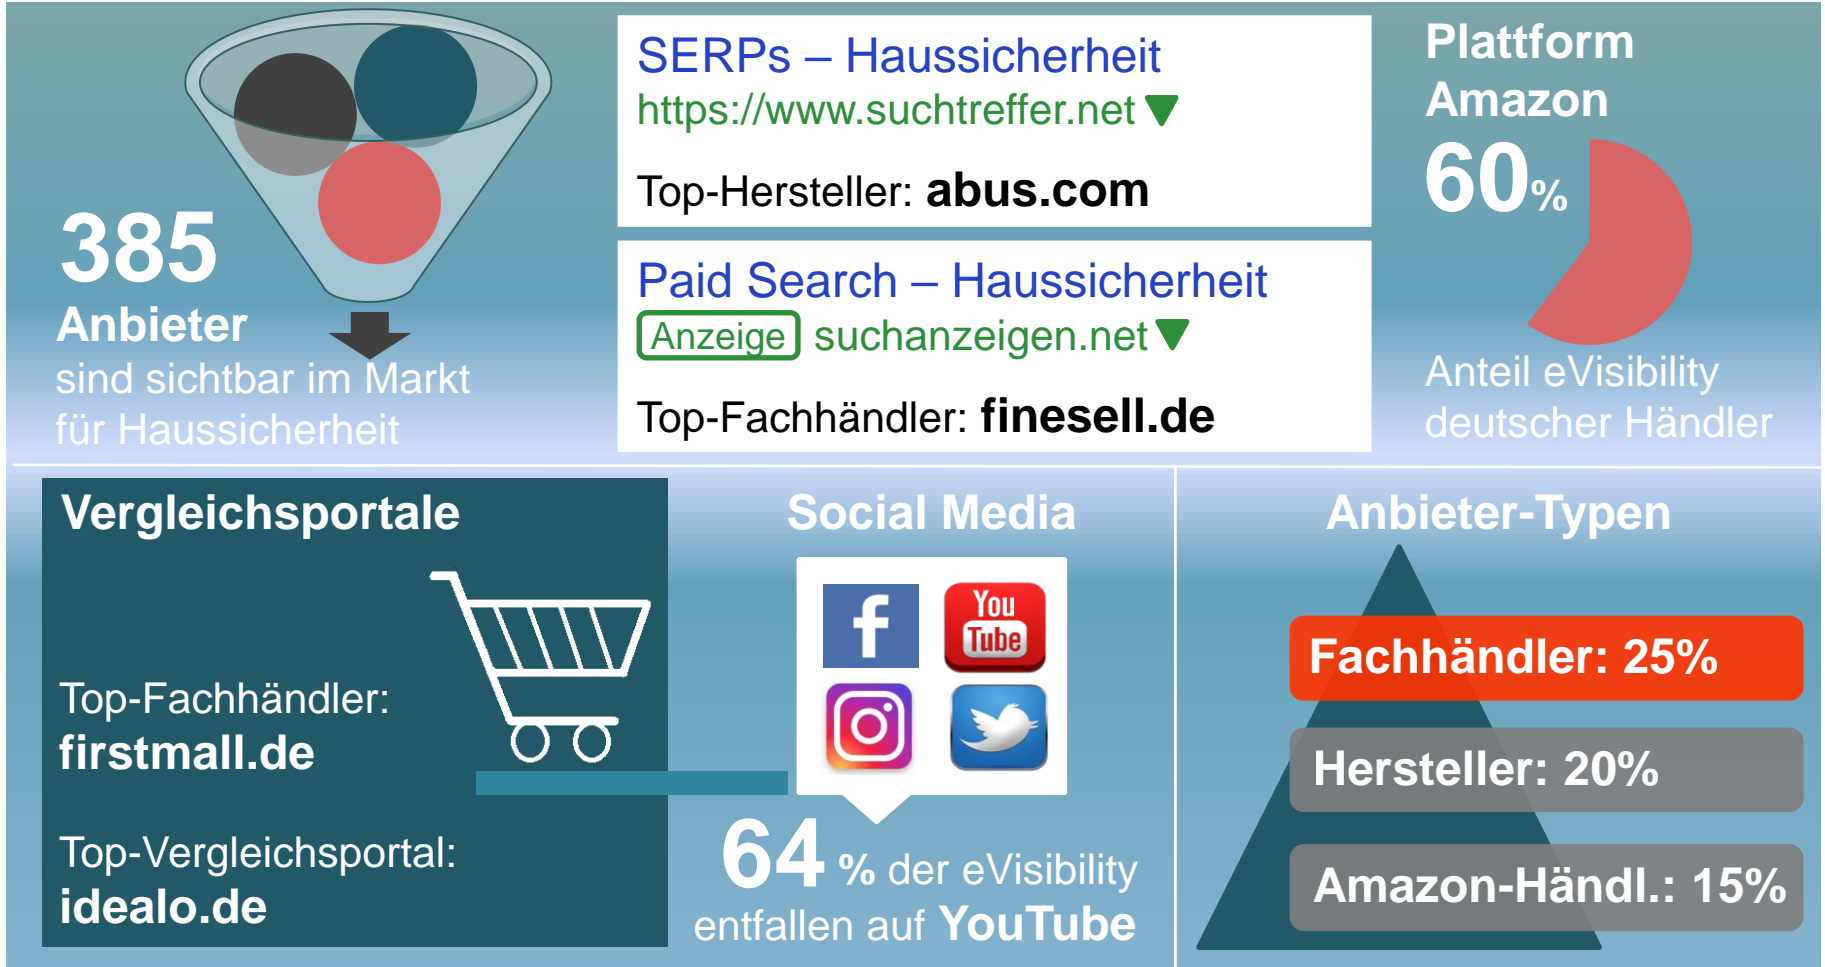 385
Anbieter
sind sichtbar im Markt
für Haussicherheit
SERPs – Haussicherheit
https://www.suchtreffer.net
Top-Hersteller: abus.com
Paid Search – Haussicherheit
Anzeige suchanzeigen.net
Top-Fachhändler: finesell.de
Plattform
Amazon
60%
Anteil eVisibility
deutscher Händler
Vergleichsportale
Top-Fachhändler:
firstmall.de
Top-Vergleichsportal:
idealo.de
Social Media
f
You
Tube
64 % der eVisibility
entfallen auf YouTube
Anbieter-Typen
Fachhändler: 25%
Hersteller: 20%
Amazon-Händl.: 15%